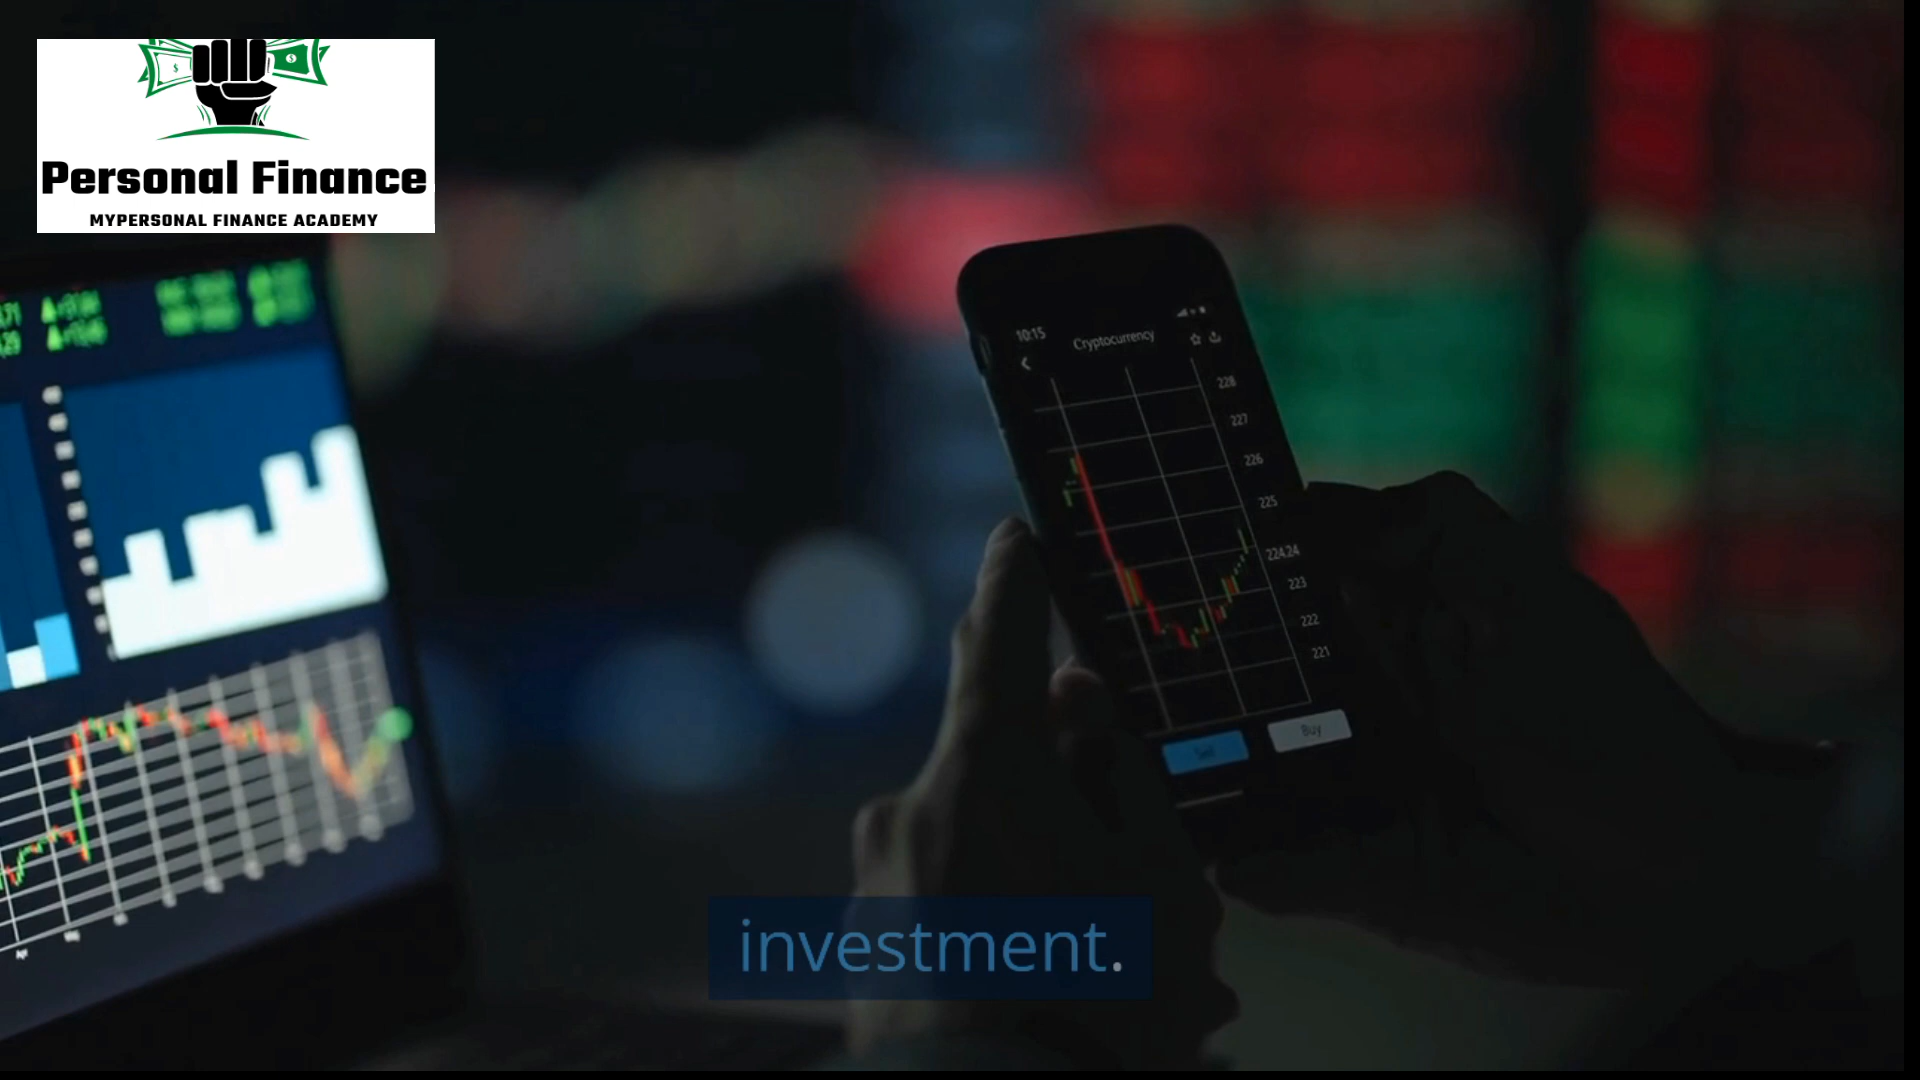 Personal Finance
MYPERSONAL FINANCE ACADEMY
10:15
Cryptocurrency
228
227
226
225
224.24
223
222
221
Sell
Buy
investment.